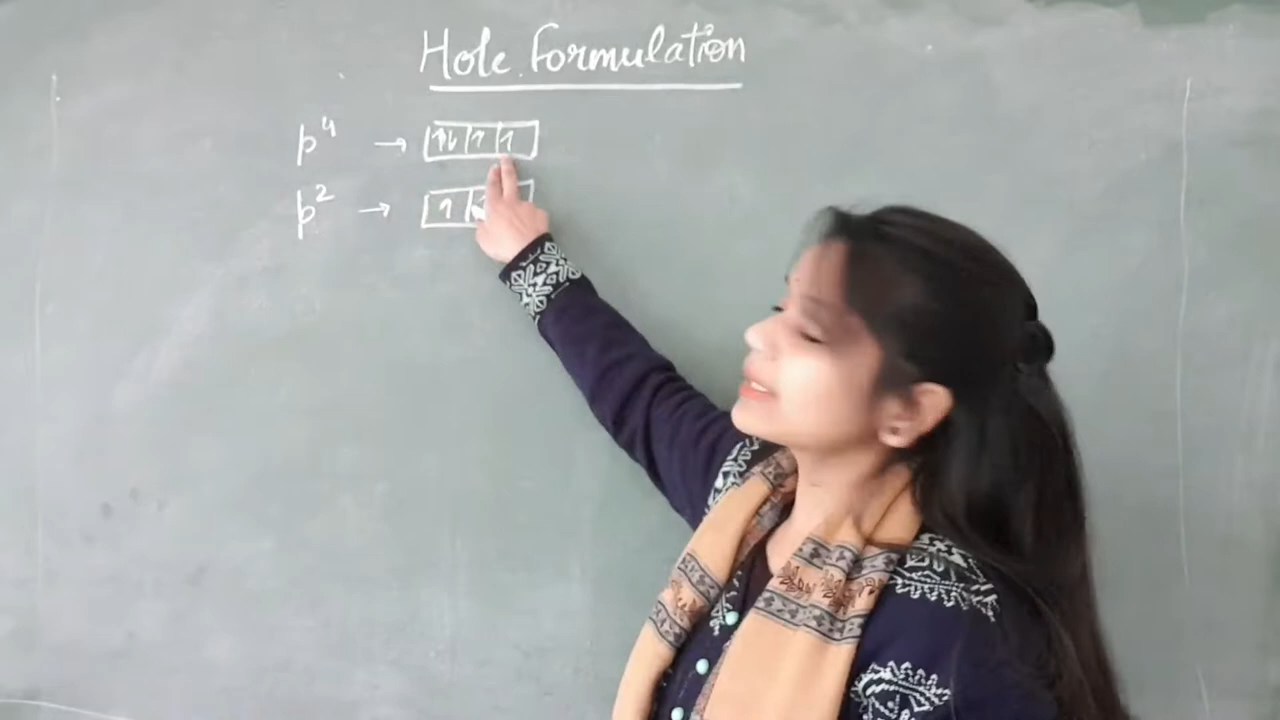 Hole formulation
p⁴ → ↑↓ ↑ ↑
p² → ↑